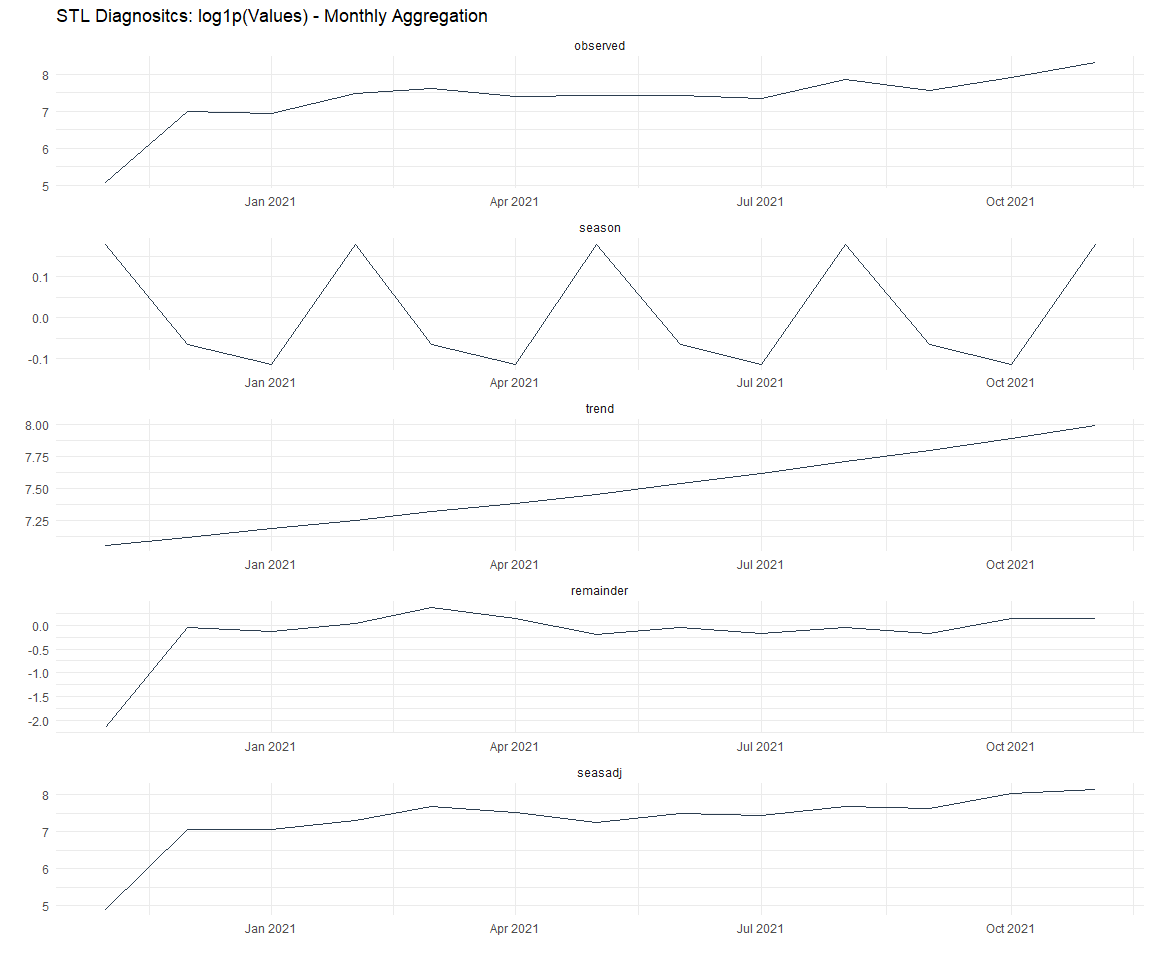 STL Diagnositcs: log1p(Values) - Monthly Aggregation
observed
8
7
6
5
Jan 2021 Apr 2021 Jul 2021 Oct 2021
season
0.1
0.0
-0.1
Jan 2021 Apr 2021 Jul 2021 Oct 2021
trend
8.00
7.75
7.50
7.25
Jan 2021 Apr 2021 Jul 2021 Oct 2021
remainder
0.0
-0.5
-1.0
-1.5
-2.0
Jan 2021 Apr 2021 Jul 2021 Oct 2021
seasadj
8
7
6
5
Jan 2021 Apr 2021 Jul 2021 Oct 2021